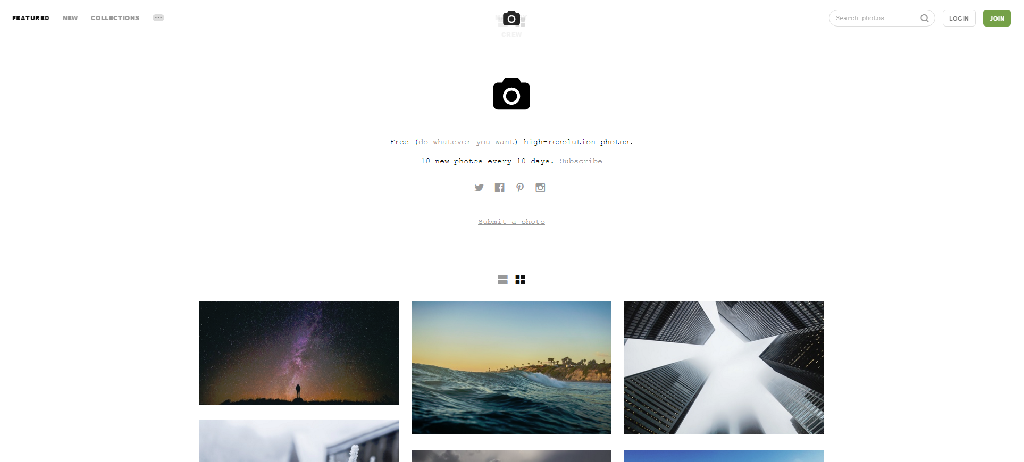 FEATURED NEW COLLECTIONS
Search photos
LOGIN
JOIN
Free (do whatever you want) high-resolution photos.
10 new photos every 10 days. Subscribe
Submit a photo